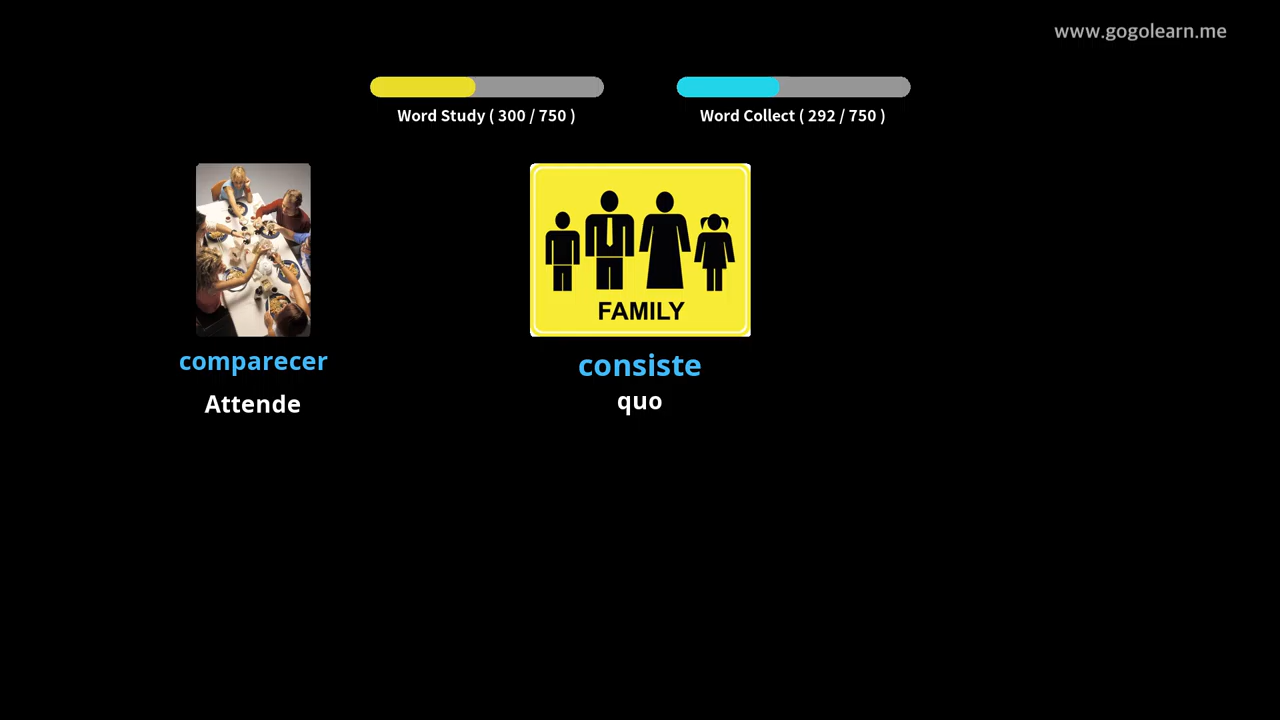 www.gogolearn.me
Word Study ( 300 / 750 )
Word Collect ( 292 / 750 )
FAMILY
comparecer
Attende
consiste
quo